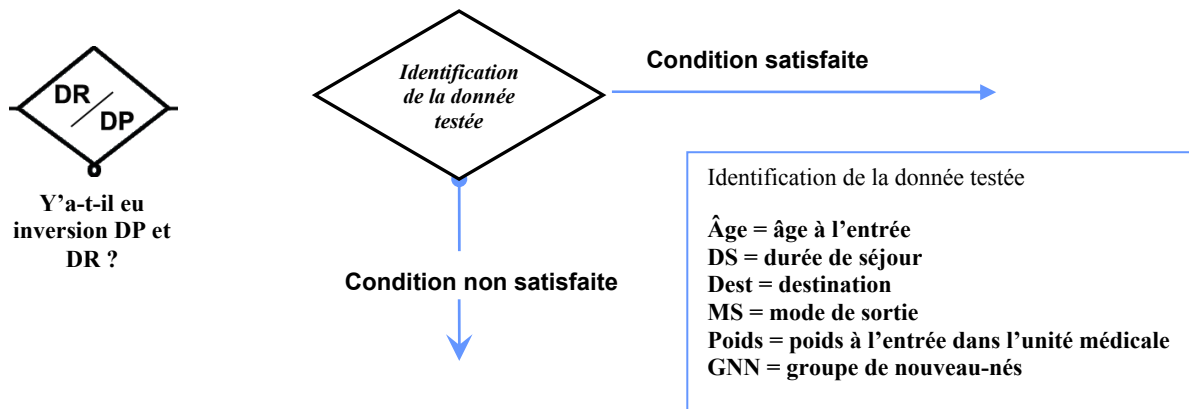 DR
DP
Y'a-t-il eu
inversion DP et
DR ?
Identification
de la donnée
testée
Condition satisfaite
Condition non satisfaite
Identification de la donnée testée
Âge = âge à l'entrée
DS = durée de séjour
Dest = destination
MS = mode de sortie
Poids = poids à l'entrée dans l'unité médicale
GNN = groupe de nouveau-nés